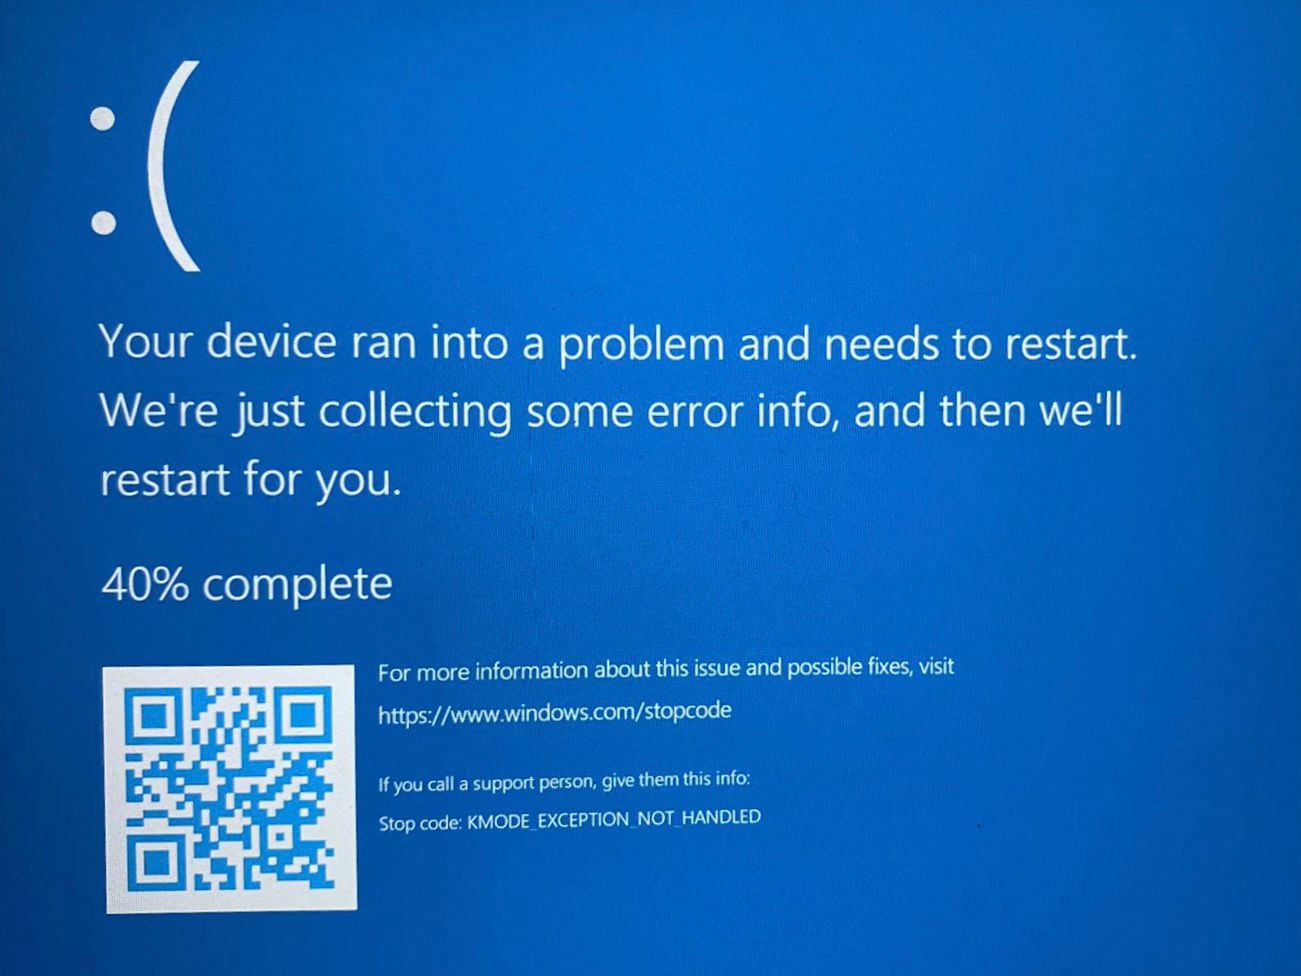 :(
Your device ran into a problem and needs to restart.
We're just collecting some error info, and then we'll
restart for you.
40% complete
For more information about this issue and possible fixes, visit
https://www.windows.com/stopcode
If you call a support person, give them this info:
Stop code: KMODE_EXCEPTION_NOT_HANDLED